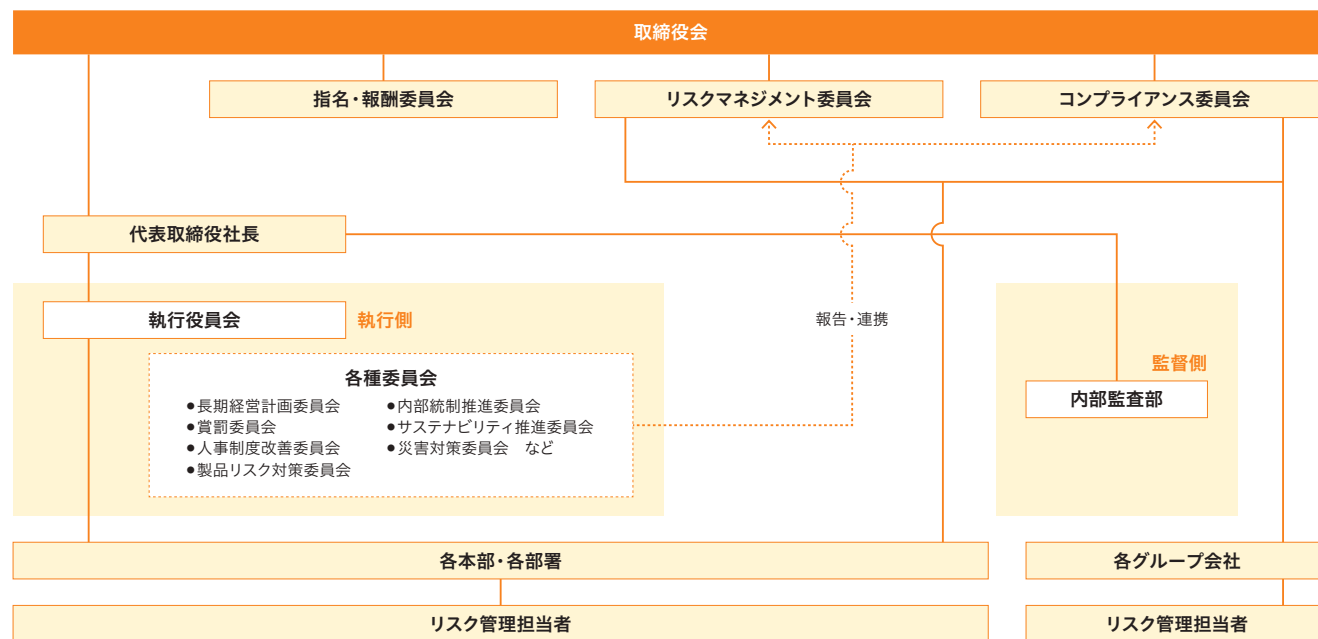 取締役会
指名・報酬委員会
リスクマネジメント委員会
コンプライアンス委員会
代表取締役社長
執行役員会
執行側
報告・連携
監督側
内部監査部
各種委員会
●長期経営計画委員会
●賞罰委員会
●人事制度改善委員会
●製品リスク対策委員会
●内部統制推進委員会
●サステナビリティ推進委員会
●災害対策委員会　など
各本部・各部署
各グループ会社
リスク管理担当者
リスク管理担当者